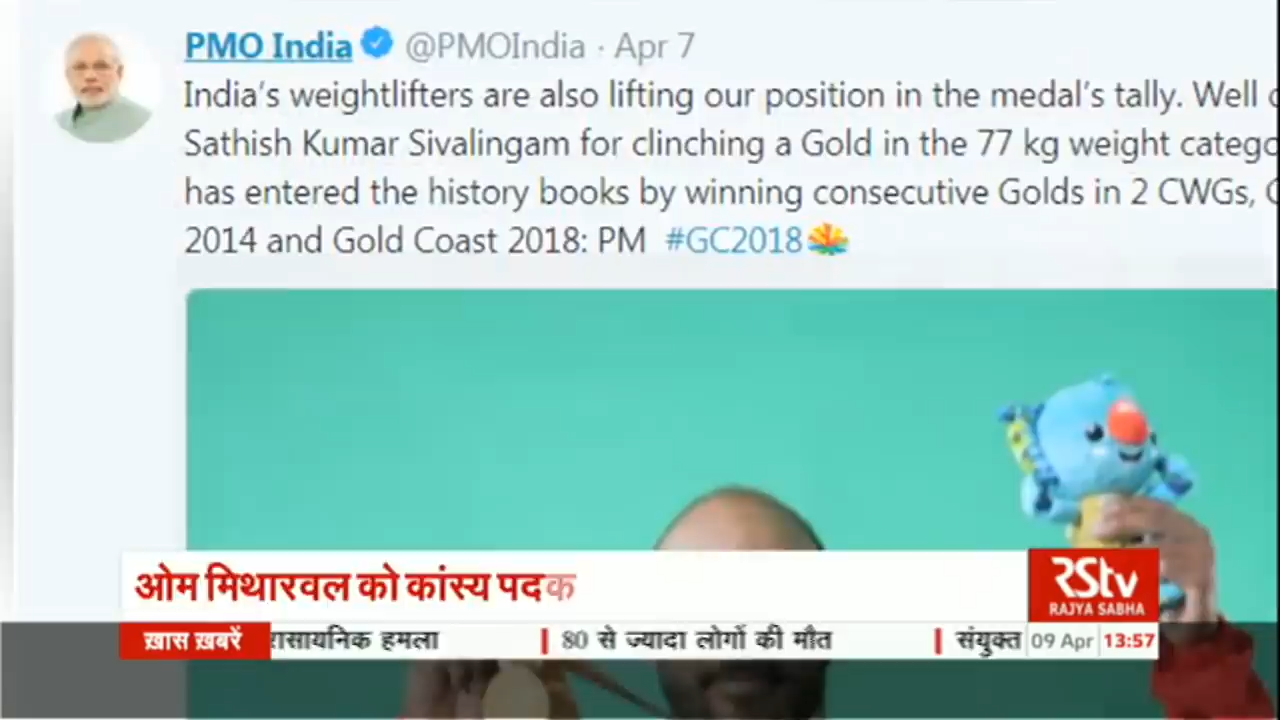 PMO India @PMOIndia · Apr 7
India's weightlifters are also lifting our position in the medal's tally. Well
Sathish Kumar Sivalingam for clinching a Gold in the 77 kg weight
has entered the history books by winning consecutive Golds in 2 CWGs,
2014 and Gold Coast 2018: PM #GC2018
ओम मिथारवल को कांस्य पदक
RStv
RAJYA SABHA
ख़ास ख़बरें रासायनिक हमला | 80 से ज्यादा लोगों की मौत | संयुक्त 09 Apr 13:57